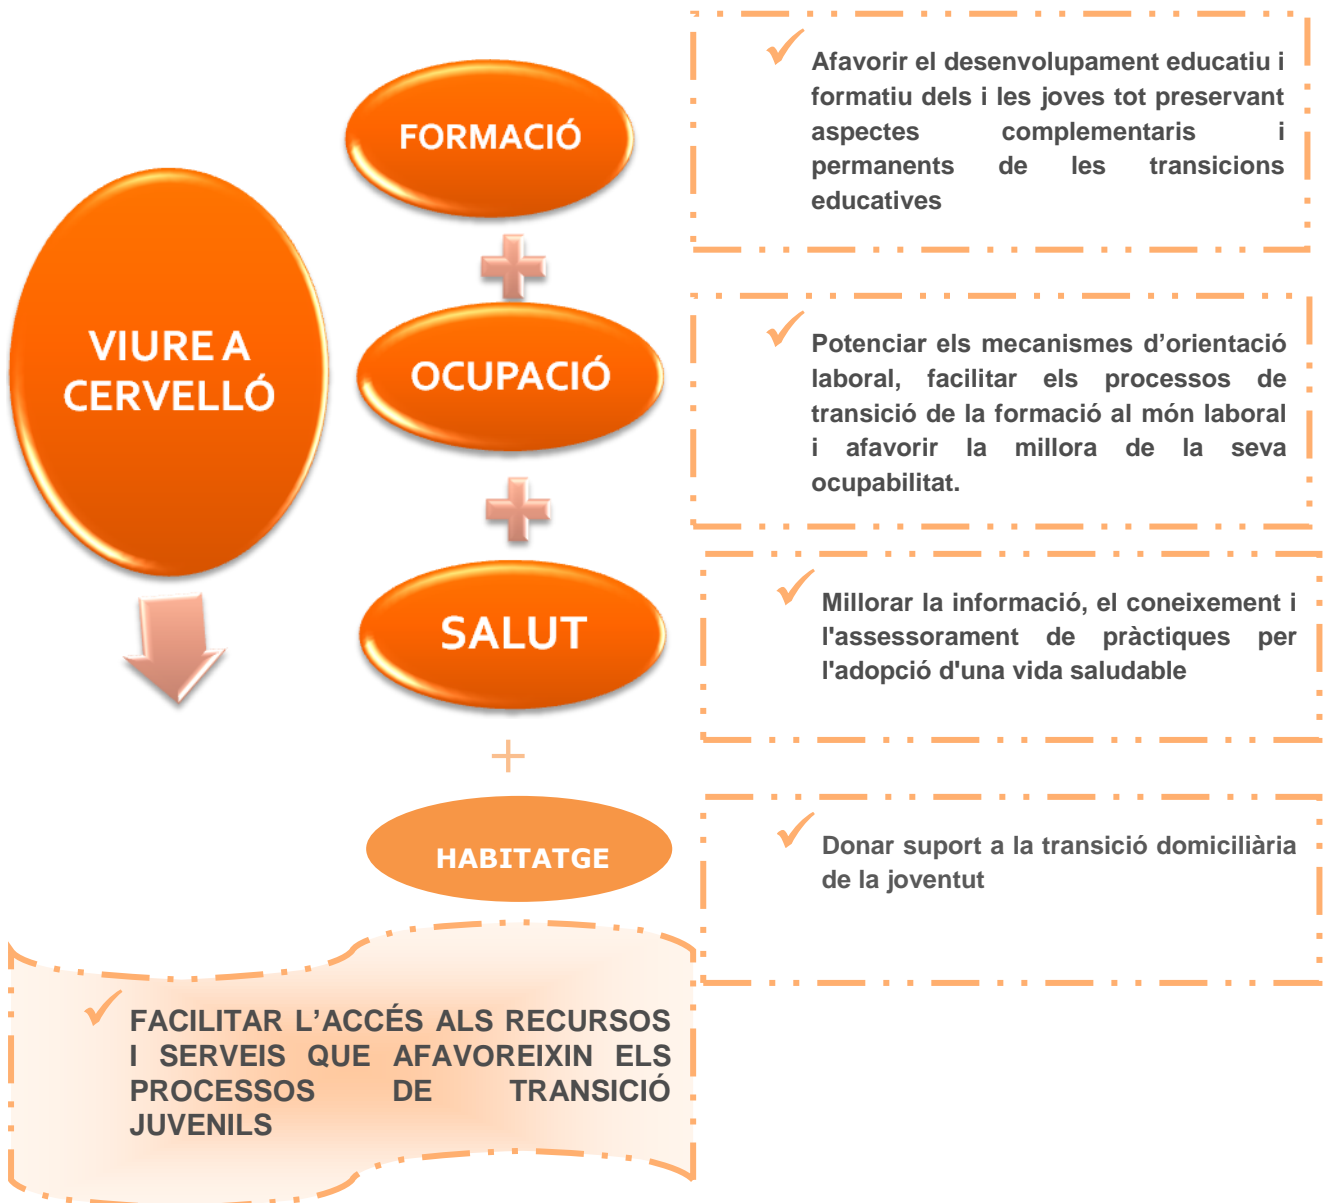 FORMACIÓ
Afavorir el desenvolupament educatiu i
formatiu dels i les joves tot preservant
aspectes complementaris i
permanents de les transicions
educatives
VIURE A
CERVELLÓ
OCUPACIÓ
Potenciar els mecanismes d’orientació
laboral, facilitar els processos de
transició de la formació al món laboral
i afavorir la millora de la seva
ocupabilitat.
SALUT
Millorar la informació, el coneixement i
l'assessorament de pràctiques per
l'adopció d'una vida saludable
+
HABITATGE
Donar suport a la transició domiciliària
de la joventut
FACILITAR L’ACCÉS ALS RECURSOS
I SERVEIS QUE AFAVOREIXIN ELS
PROCESSOS DE TRANSICIÓ
JUVENILS